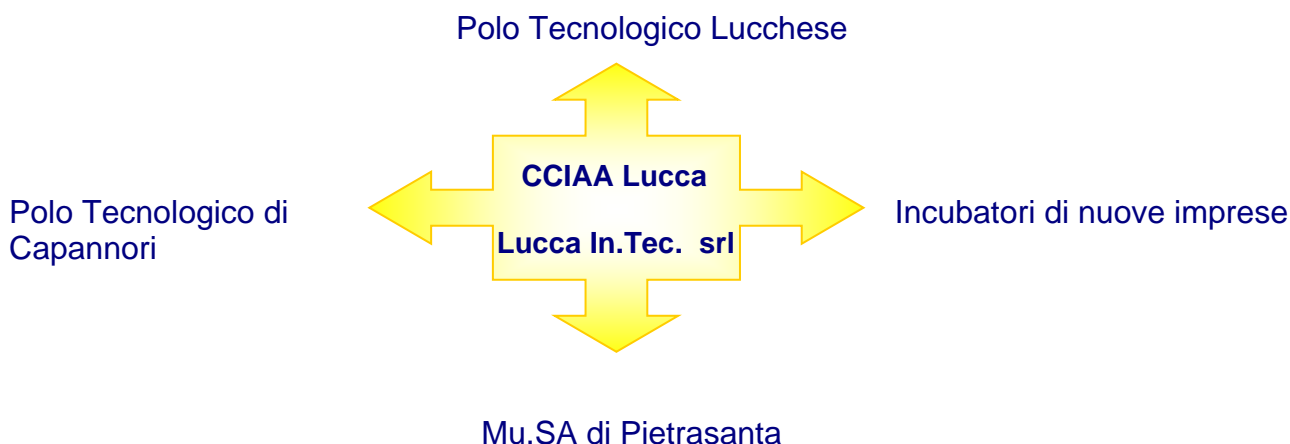 Polo Tecnologico Lucchese
CCIAA Lucca
Polo Tecnologico di
Capannori
Incubatori di nuove imprese
Lucca In.Tec. srl
Mu.SA di Pietrasanta